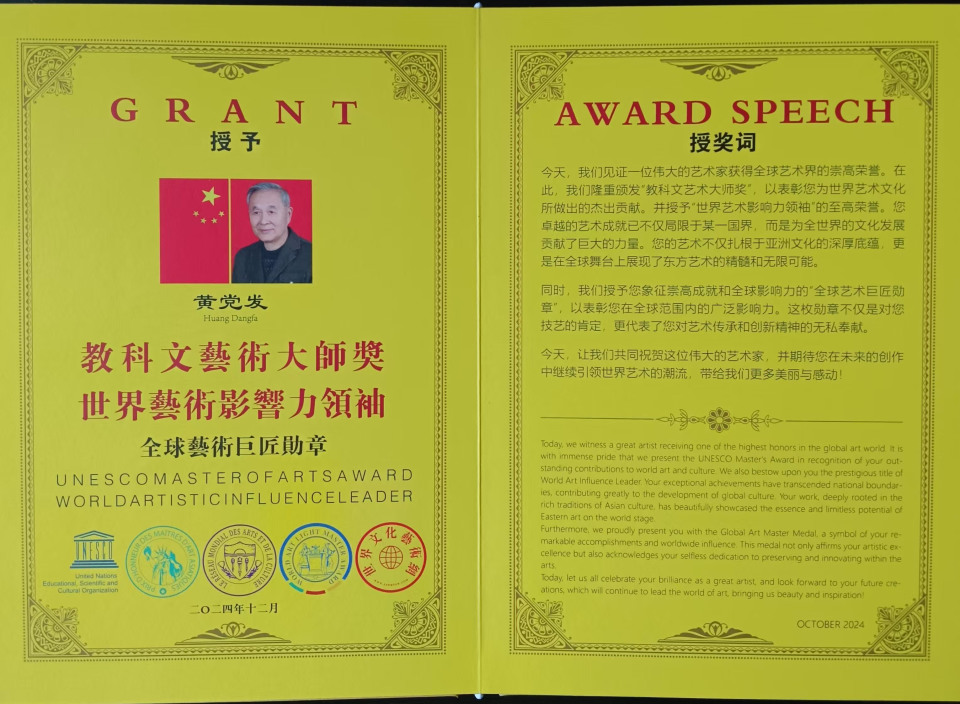 GRANT
授予
黄党发
Huang Dangfa
教科文藝術大師獎
世界藝術影響力領袖
全球藝術巨匠勛章
UNESCOMASTEROFARTSAWARD
WORLDARTISTICINFLUENCELEADER
United Nations
Educational, Scientific and
Cultural Organization
世界文化藝術網
二〇二四年十二月
AWARD SPEECH
授奖词
今天，我们见证一位伟大的艺术家获得全球艺术界的崇高荣誉。在
此，我们隆重颁发“教科文艺术大师奖”，以表彰您为世界艺术文化
所做出的杰出贡献。并授予“世界艺术影响力领袖”的至高荣誉。您
卓越的艺术成就已不仅局限于某一国界，而是为全世界的文化发展
贡献了巨大的力量。您的艺术不仅扎根于亚洲文化的深厚底蕴，更
是在全球舞台上展现了东方艺术的精髓和无限可能。
同时，我们授予您象征崇高成就和全球影响力的“全球艺术巨匠勋
章”，以表彰您在全球范围内的广泛影响力。这枚勋章不仅是对您
技艺的肯定，更代表了您对艺术传承和创新精神的无私奉献。
今天，让我们共同祝贺这位伟大的艺术家，并期待您在未来的创作
中继续引领世界艺术的潮流，带给我们更多美丽与感动！
Today, we witness a great artist receiving one of the highest honors in the global art world. It is
with immense pride that we present the UNESCO Master's Award in recognition of your out-
standing contributions to world art and culture. We also bestow upon you the prestigious title of
World Art Influence Leader. Your exceptional achievements have transcended national boundar-
ies, contributing greatly to the development of global culture. Your work, deeply rooted in the
rich traditions of Asian culture, has beautifully showcased the essence and limitless potential of
Eastern art on the world stage.
Furthermore, we proudly present you with the Global Art Master Medal, a symbol of your re-
markable accomplishments and worldwide influence. This medal not only affirms your artistic ex-
cellence but also acknowledges your selfless dedication to preserving and innovating within the
arts.
Today, let us all celebrate your brilliance as a great artist, and look forward to your future cre-
ations, which will continue to lead the world of art, bringing us beauty and inspiration!
OCTOBER 2024